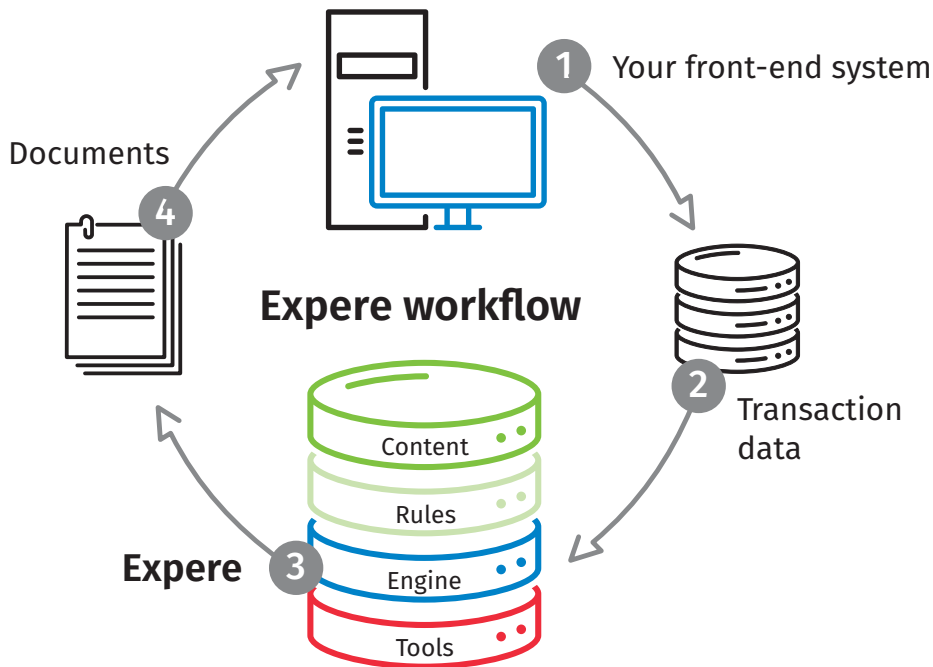 1 Your front-end system
Documents
4
Expere workflow
2
Transaction
data
Content
Rules
Expere 3
Engine
Tools